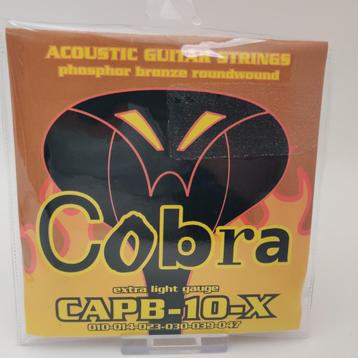 ACOUSTIC GUITAR STRINGS
phosphor bronze roundwound
Cobra
extra light gauge
CAPB-10-X
010-014-023-030-039-047